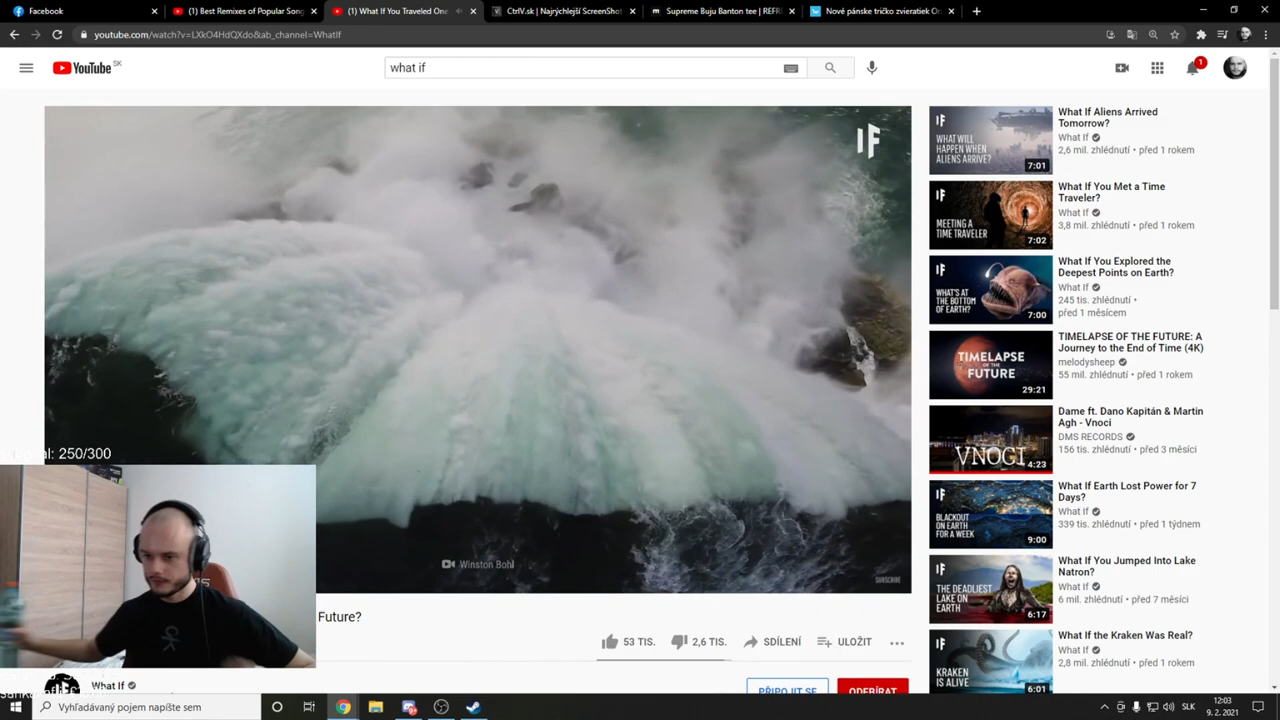 Facebook
(1) Best Remixes of Popular Song
(1) What If You Traveled One
CtrlV.sk | Najrýchlejší ScreenShot
Supreme Buju Banton tee | REFRE
Nové pánske tričko zvieratiek Or
youtube.com/watch?v=LXkO4HdQXdo&ab_channel=WhatIf
YouTube SK
what if
1
IF
WHAT WILL HAPPEN WHEN ALIENS ARRIVE?
7:01
What If Aliens Arrived Tomorrow?
What If
2,6 mil. zhlédnutí • před 1 rokem
MEETING A TIME TRAVELER
7:02
What If You Met a Time Traveler?
What If
3,8 mil. zhlédnutí • před 1 rokem
WHAT'S AT THE BOTTOM OF EARTH?
7:00
What If You Explored the Deepest Points on Earth?
What If
245 tis. zhlédnutí •
před 1 měsícem
TIMELAPSE OF THE FUTURE
29:21
TIMELAPSE OF THE FUTURE: A Journey to the End of Time (4K)
melodysheep
55 mil. zhlédnutí • před 1 rokem
VNOCI
4:23
Dame ft. Dano Kapitán & Martin Agh - Vnoci
DMS RECORDS
156 tis. zhlédnutí • před 3 měsíci
BLACKOUT ON EARTH FOR A WEEK
9:00
What If Earth Lost Power for 7 Days?
What If
339 tis. zhlédnutí • před 1 týdnem
THE DEADLIEST LAKE ON EARTH
6:17
What If You Jumped Into Lake Natron?
What If
6 mil. zhlédnutí • před 7 měsíci
KRAKEN IS ALIVE
6:01
What If the Kraken Was Real?
What If
2,8 mil. zhlédnutí • před 1 rokem
250/300
Winston Bohl
SUBSCRIBE
Future?
53 TIS.
2,6 TIS.
SDÍLENÍ
ULOŽIT
What If
PŘIPOJIT SE
ODEBÍRAT
Vyhľadávaný pojem napíšte sem
SLK
12:03
9. 2. 2021